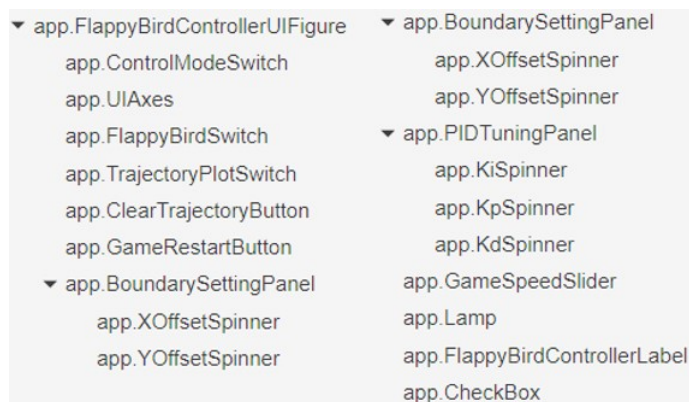 app.FlappyBirdControllerUIFigure
app.ControlModeSwitch
app.UIAxes
app.FlappyBirdSwitch
app.TrajectoryPlotSwitch
app.ClearTrajectoryButton
app.GameRestartButton
app.BoundarySettingPanel
app.XOffsetSpinner
app.YOffsetSpinner
app.BoundarySettingPanel
app.XOffsetSpinner
app.YOffsetSpinner
app.PIDTuningPanel
app.KiSpinner
app.KpSpinner
app.KdSpinner
app.GameSpeedSlider
app.Lamp
app.FlappyBirdControllerLabel
app.CheckBox